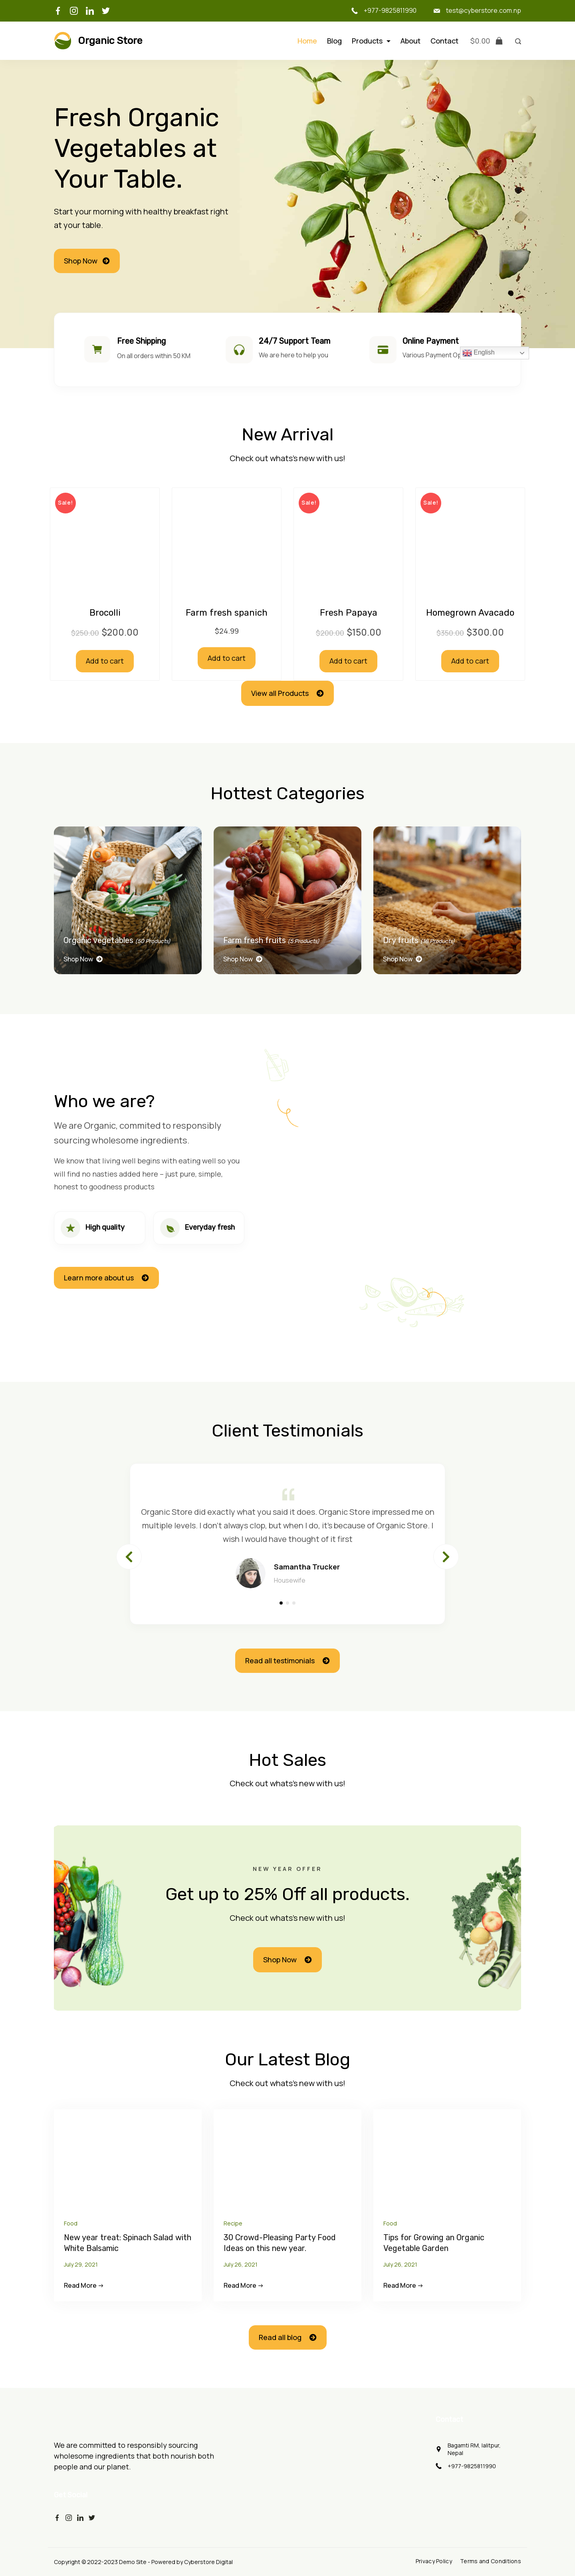 +977-9825811990
test@cyberstore.com.np
Organic Store
Home
Blog
Products
About
Contact
$0.00
Fresh Organic
Vegetables at
Your Table.
Start your morning with healthy breakfast right
at your table.
Shop Now
Free Shipping
On all orders within 50 KM
24/7 Support Team
We are here to help you
Online Payment
Various Payment
English
New Arrival
Check out whats's new with us!
Sale!
Sale!
Sale!
Brocolli
$250.00 $200.00
Add to cart
Farm fresh spanich
$24.99
Add to cart
Fresh Papaya
$200.00 $150.00
Add to cart
Homegrown Avacado
$350.00 $300.00
Add to cart
View all Products
Hottest Categories
Organic vegetables (50 Products)
Shop Now
Farm fresh fruits (5 Products)
Shop Now
Dry fruits Products)
Shop Now
Who we are?
We are Organic, commited to responsibly
sourcing wholesome ingredients.
We know that living well begins with eating well so you
will find no nasties added here – just pure, simple,
honest to goodness products
High quality
Everyday fresh
Learn more about us
Client Testimonials
Organic Store did exactly what you said it does. Organic Store impressed me on
multiple levels. I don't always clop, but when I do, it's because of Organic Store. I
wish I would have thought of it first
Samantha Trucker
Housewife
Read all testimonials
Hot Sales
Check out whats's new with us!
NEW YEAR OFFER
Get up to 25% Off all products.
Check out whats's new with us!
Shop Now
Our Latest Blog
Check out whats's new with us!
Food
New year treat: Spinach Salad with
White Balsamic
July 29, 2021
Read More →
Recipe
30 Crowd-Pleasing Party Food
Ideas on this new year.
July 26, 2021
Read More →
Food
Tips for Growing an Organic
Vegetable Garden
July 26, 2021
Read More →
Read all blog
We are committed to responsibly sourcing
wholesome ingredients that both nourish both
people and our planet.
Bagamti RM, lalitpur,
Nepal
+977-9825811990
Copyright © 2022-2023 Demo Site - Powered by Cyberstore Digital
Privacy Policy
Terms and Conditions